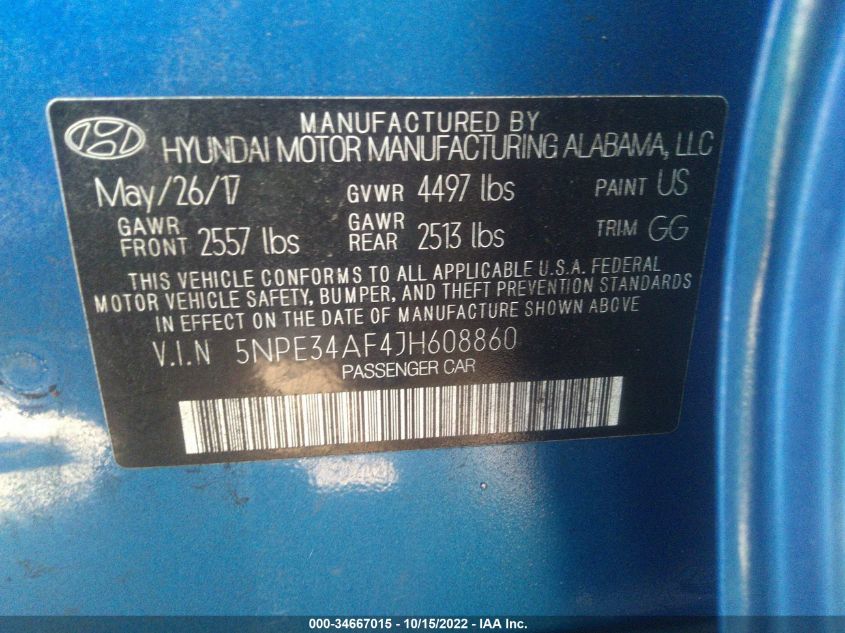 MANUFACTURED BY
HYUNDAI MOTOR MANUFACTURING ALABAMA, LLC
May/26/17 GVWR 4497 lbs PAINT US
GAWR FRONT 2557 lbs GAWR REAR 2513 lbs TRIM GG
THIS VEHICLE CONFORMS TO ALL APPLICABLE U.S.A. FEDERAL
MOTOR VEHICLE SAFETY, BUMPER, AND THEFT PREVENTION STANDARDS
IN EFFECT ON THE DATE OF MANUFACTURE SHOWN ABOVE
V.I.N 5NPE34AF4JH608860
PASSENGER CAR
000-34667015 - 10/15/2022 - IAA Inc.